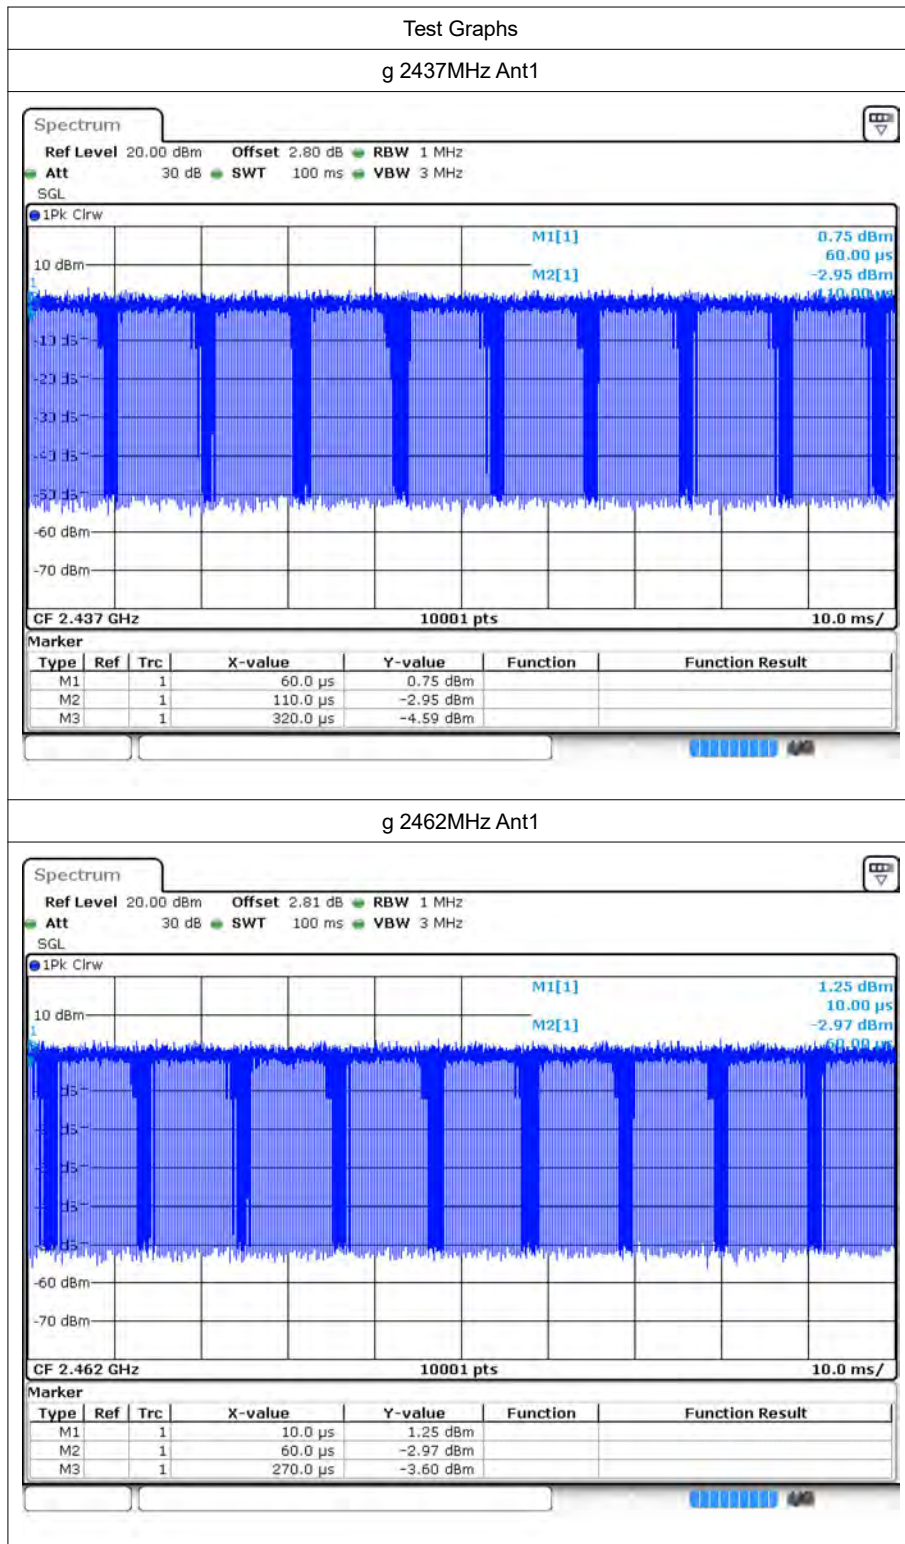 Test Graphs
g 2437MHz Ant1
Spectrum
Ref Level 20.00 dBm Offset 2.80 dB RBW 1 MHz
Att 30 dB SWT 100 ms VBW 3 MHz
SGL
1Pk Clrw
M1[1] 0.75 dBm
60.00 µs
10 dBm
M2[1] -2.95 dBm
110.00 µs
1
-60 dBm
-70 dBm
CF 2.437 GHz 10001 pts 10.0 ms/
Marker
Type Ref Trc X-value Y-value Function Function Result
M1 1 60.0 µs 0.75 dBm
M2 1 110.0 µs -2.95 dBm
M3 1 320.0 µs -4.59 dBm
g 2462MHz Ant1
Spectrum
Ref Level 20.00 dBm Offset 2.81 dB RBW 1 MHz
Att 30 dB SWT 100 ms VBW 3 MHz
SGL
1Pk Clrw
M1[1] 1.25 dBm
10.00 µs
10 dBm
M2[1] -2.97 dBm
60.00 µs
1
-60 dBm
-70 dBm
CF 2.462 GHz 10001 pts 10.0 ms/
Marker
Type Ref Trc X-value Y-value Function Function Result
M1 1 10.0 µs 1.25 dBm
M2 1 60.0 µs -2.97 dBm
M3 1 270.0 µs -3.60 dBm